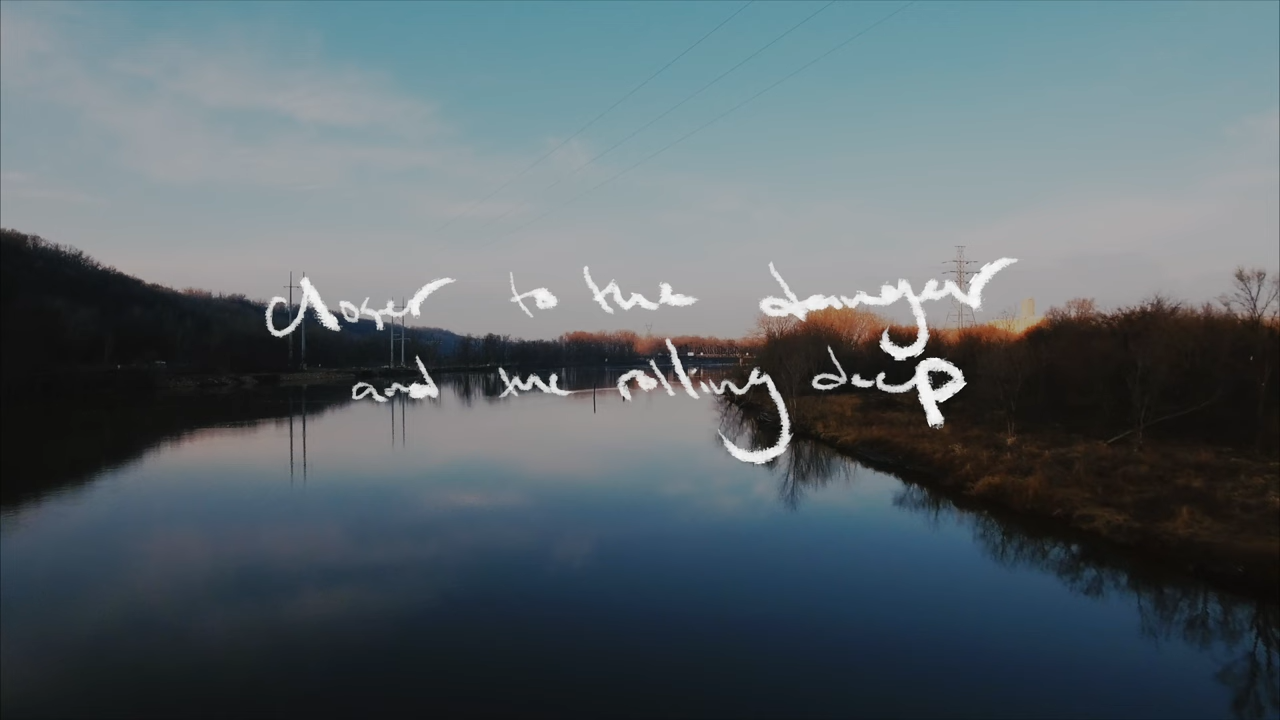 closer to the danger
and the rolling deep